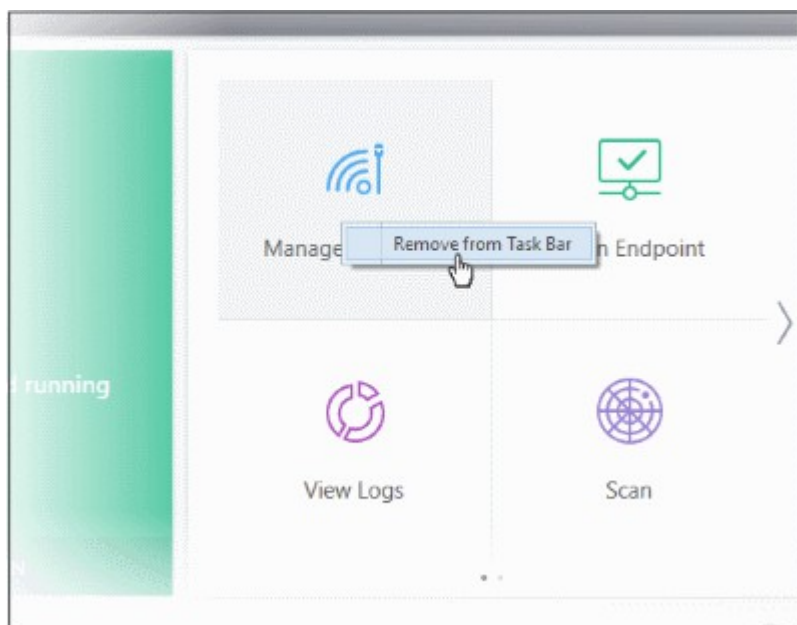 Manage
Remove from Task Bar
Endpoint
running
View Logs
Scan